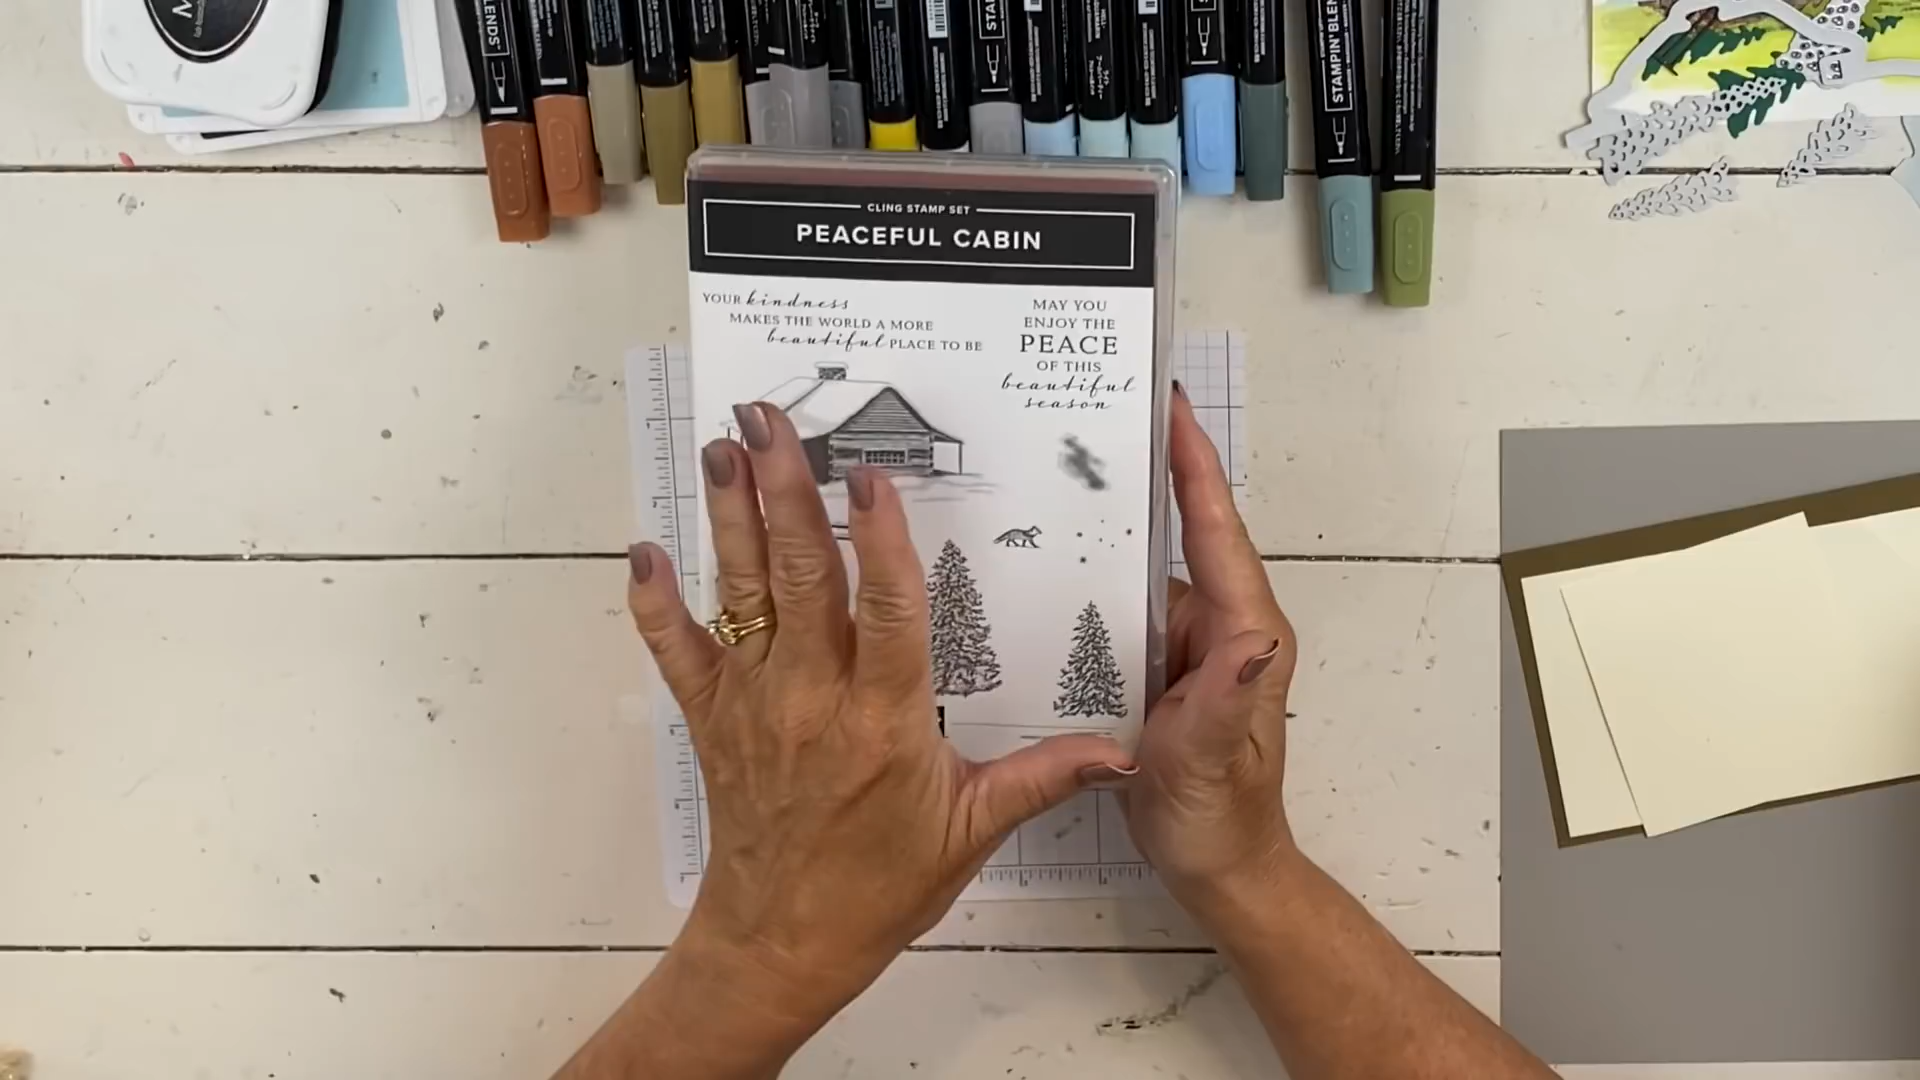 BLENDS
STAMPIN' BLENDS
CLING STAMP SET
PEACEFUL CABIN
YOUR kindness
MAKES THE WORLD A MORE
beautiful PLACE TO BE
MAY YOU
ENJOY THE
PEACE
OF THIS
beautiful
season